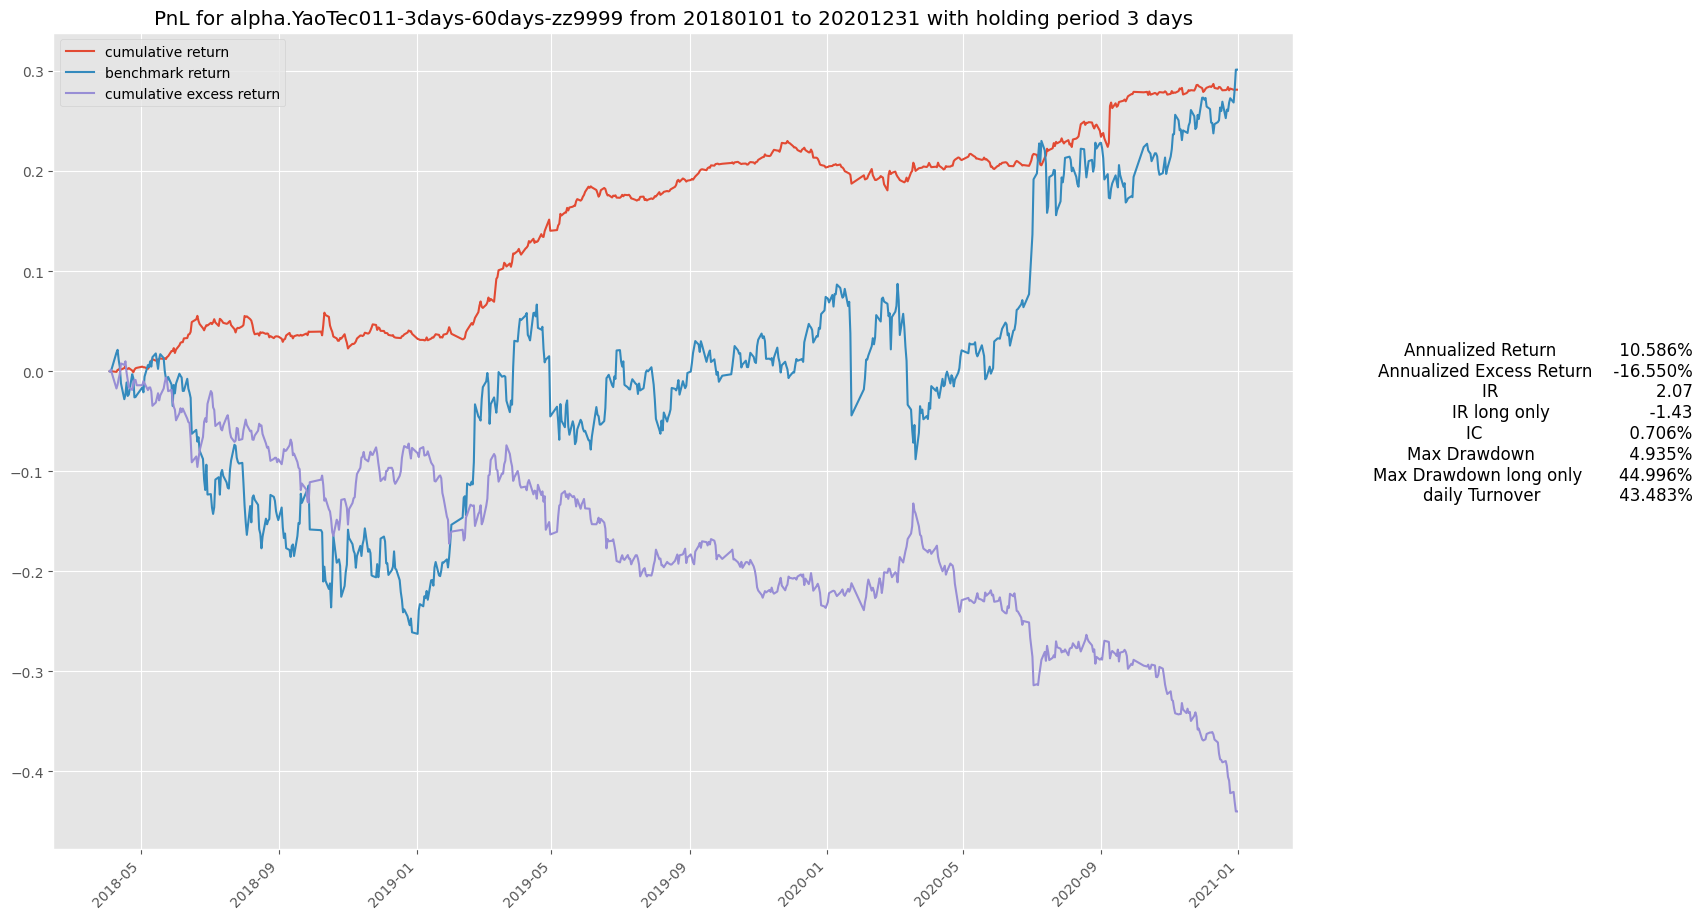 PnL for alpha.YaoTec011-3days-60days-zz9999 from 20180101 to 20201231 with holding period 3 days
cumulative return
benchmark return
cumulative excess return
0.3
0.2
0.1
0.0
−0.1
−0.2
−0.3
−0.4
2018-05
2018-09
2019-01
2019-05
2019-09
2020-01
2020-05
2020-09
2021-01
Annualized Return 10.586%
Annualized Excess Return -16.550%
IR 2.07
IR long only -1.43
IC 0.706%
Max Drawdown 4.935%
Max Drawdown long only 44.996%
daily Turnover 43.483%